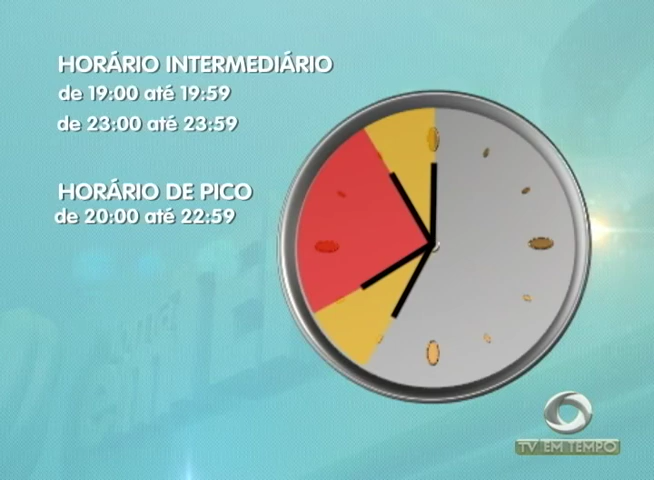 HORÁRIO INTERMEDIÁRIO
de 19:00 até 19:59
de 23:00 até 23:59
HORÁRIO DE PICO
de 20:00 até 22:59
TV EM TEMPO